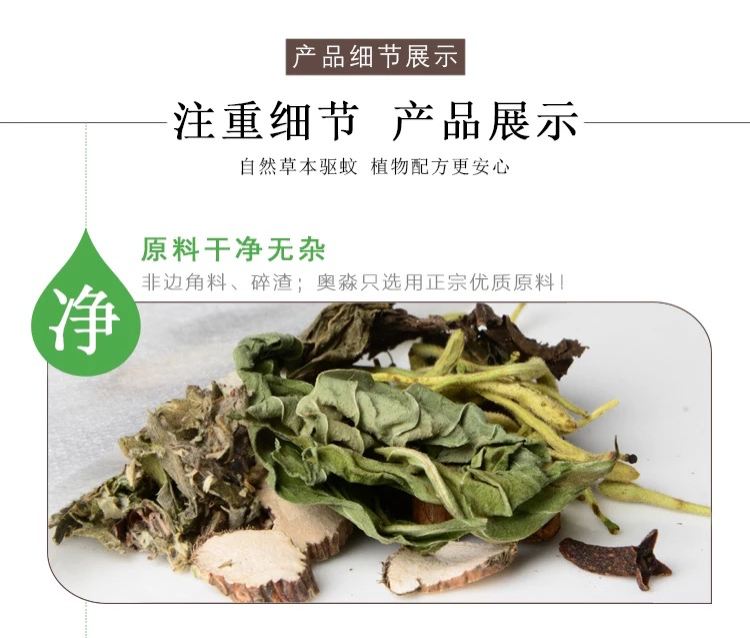 产品细节展示
注重细节 产品展示
自然草本驱蚊 植物配方更安心
原料干净无杂
非边角料、碎渣；奥淼只选用正宗优质原料！
净